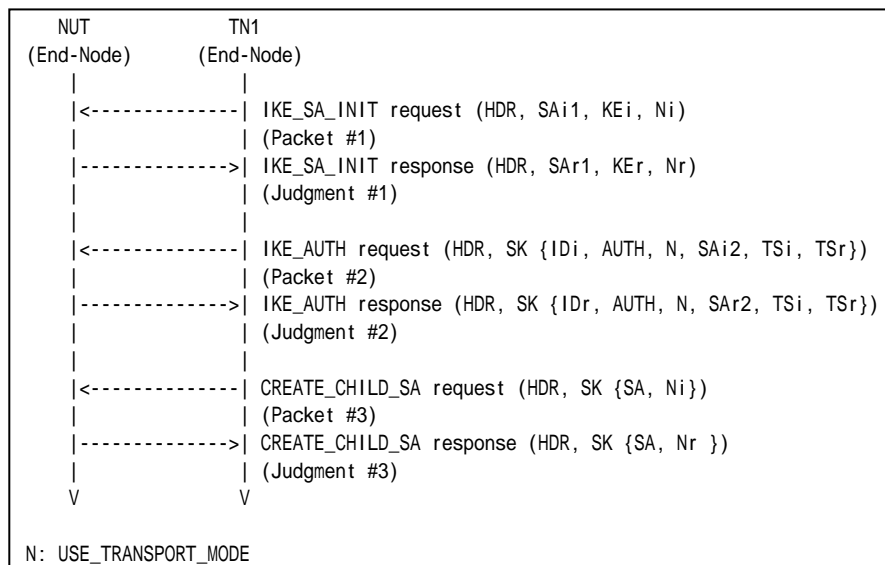 NUT TN1
(End-Node) (End-Node)
| |
|<--------------| IKE_SA_INIT request (HDR, SAi1, KEi, Ni)
| | (Packet #1)
|-------------->| IKE_SA_INIT response (HDR, SAr1, KEr, Nr)
| | (Judgment #1)
| |
|<--------------| IKE_AUTH request (HDR, SK {IDi, AUTH, N, SAi2, TSi, TSr})
| | (Packet #2)
|-------------->| IKE_AUTH response (HDR, SK {IDr, AUTH, N, SAr2, TSi, TSr})
| | (Judgment #2)
| |
|<--------------| CREATE_CHILD_SA request (HDR, SK {SA, Ni})
| | (Packet #3)
|-------------->| CREATE_CHILD_SA response (HDR, SK {SA, Nr })
| | (Judgment #3)
V V
N: USE_TRANSPORT_MODE